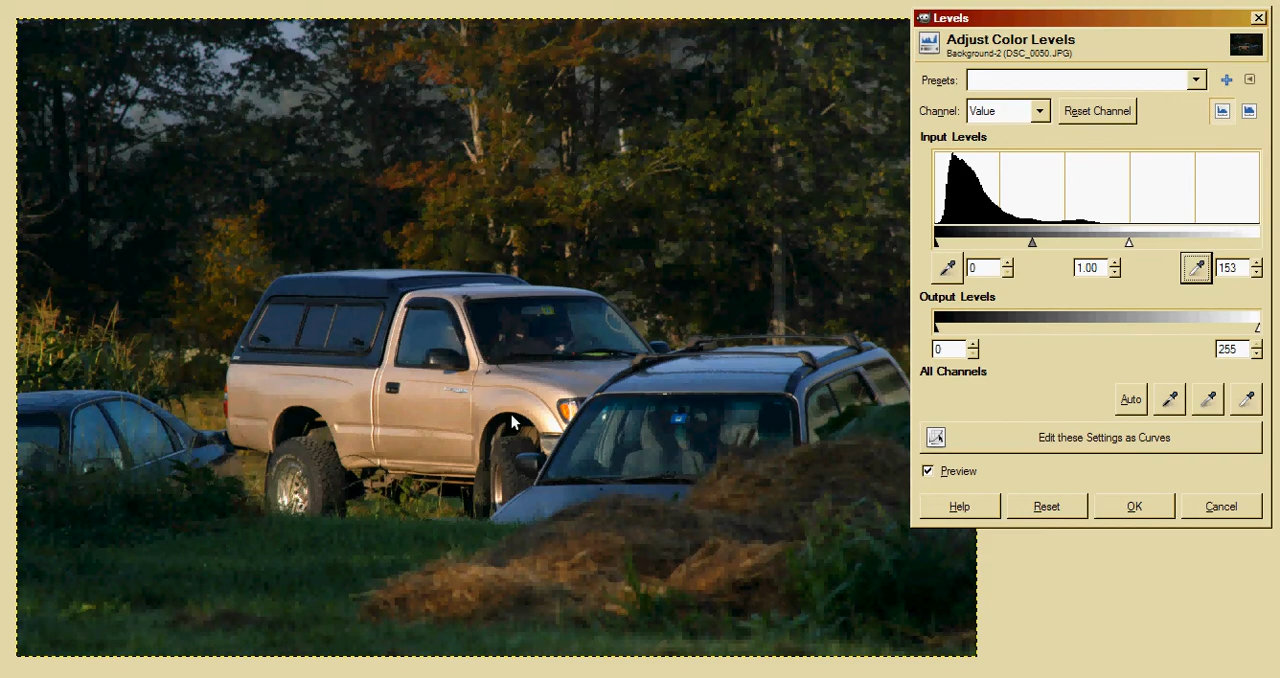 Levels
Adjust Color Levels
Background-2 (DSC_0050.JPG)
Presets:
Channel: Value Reset Channel
Input Levels
0 1.00 153
Output Levels
0 255
All Channels
Auto
Edit these Settings as Curves
Preview
Help Reset OK Cancel